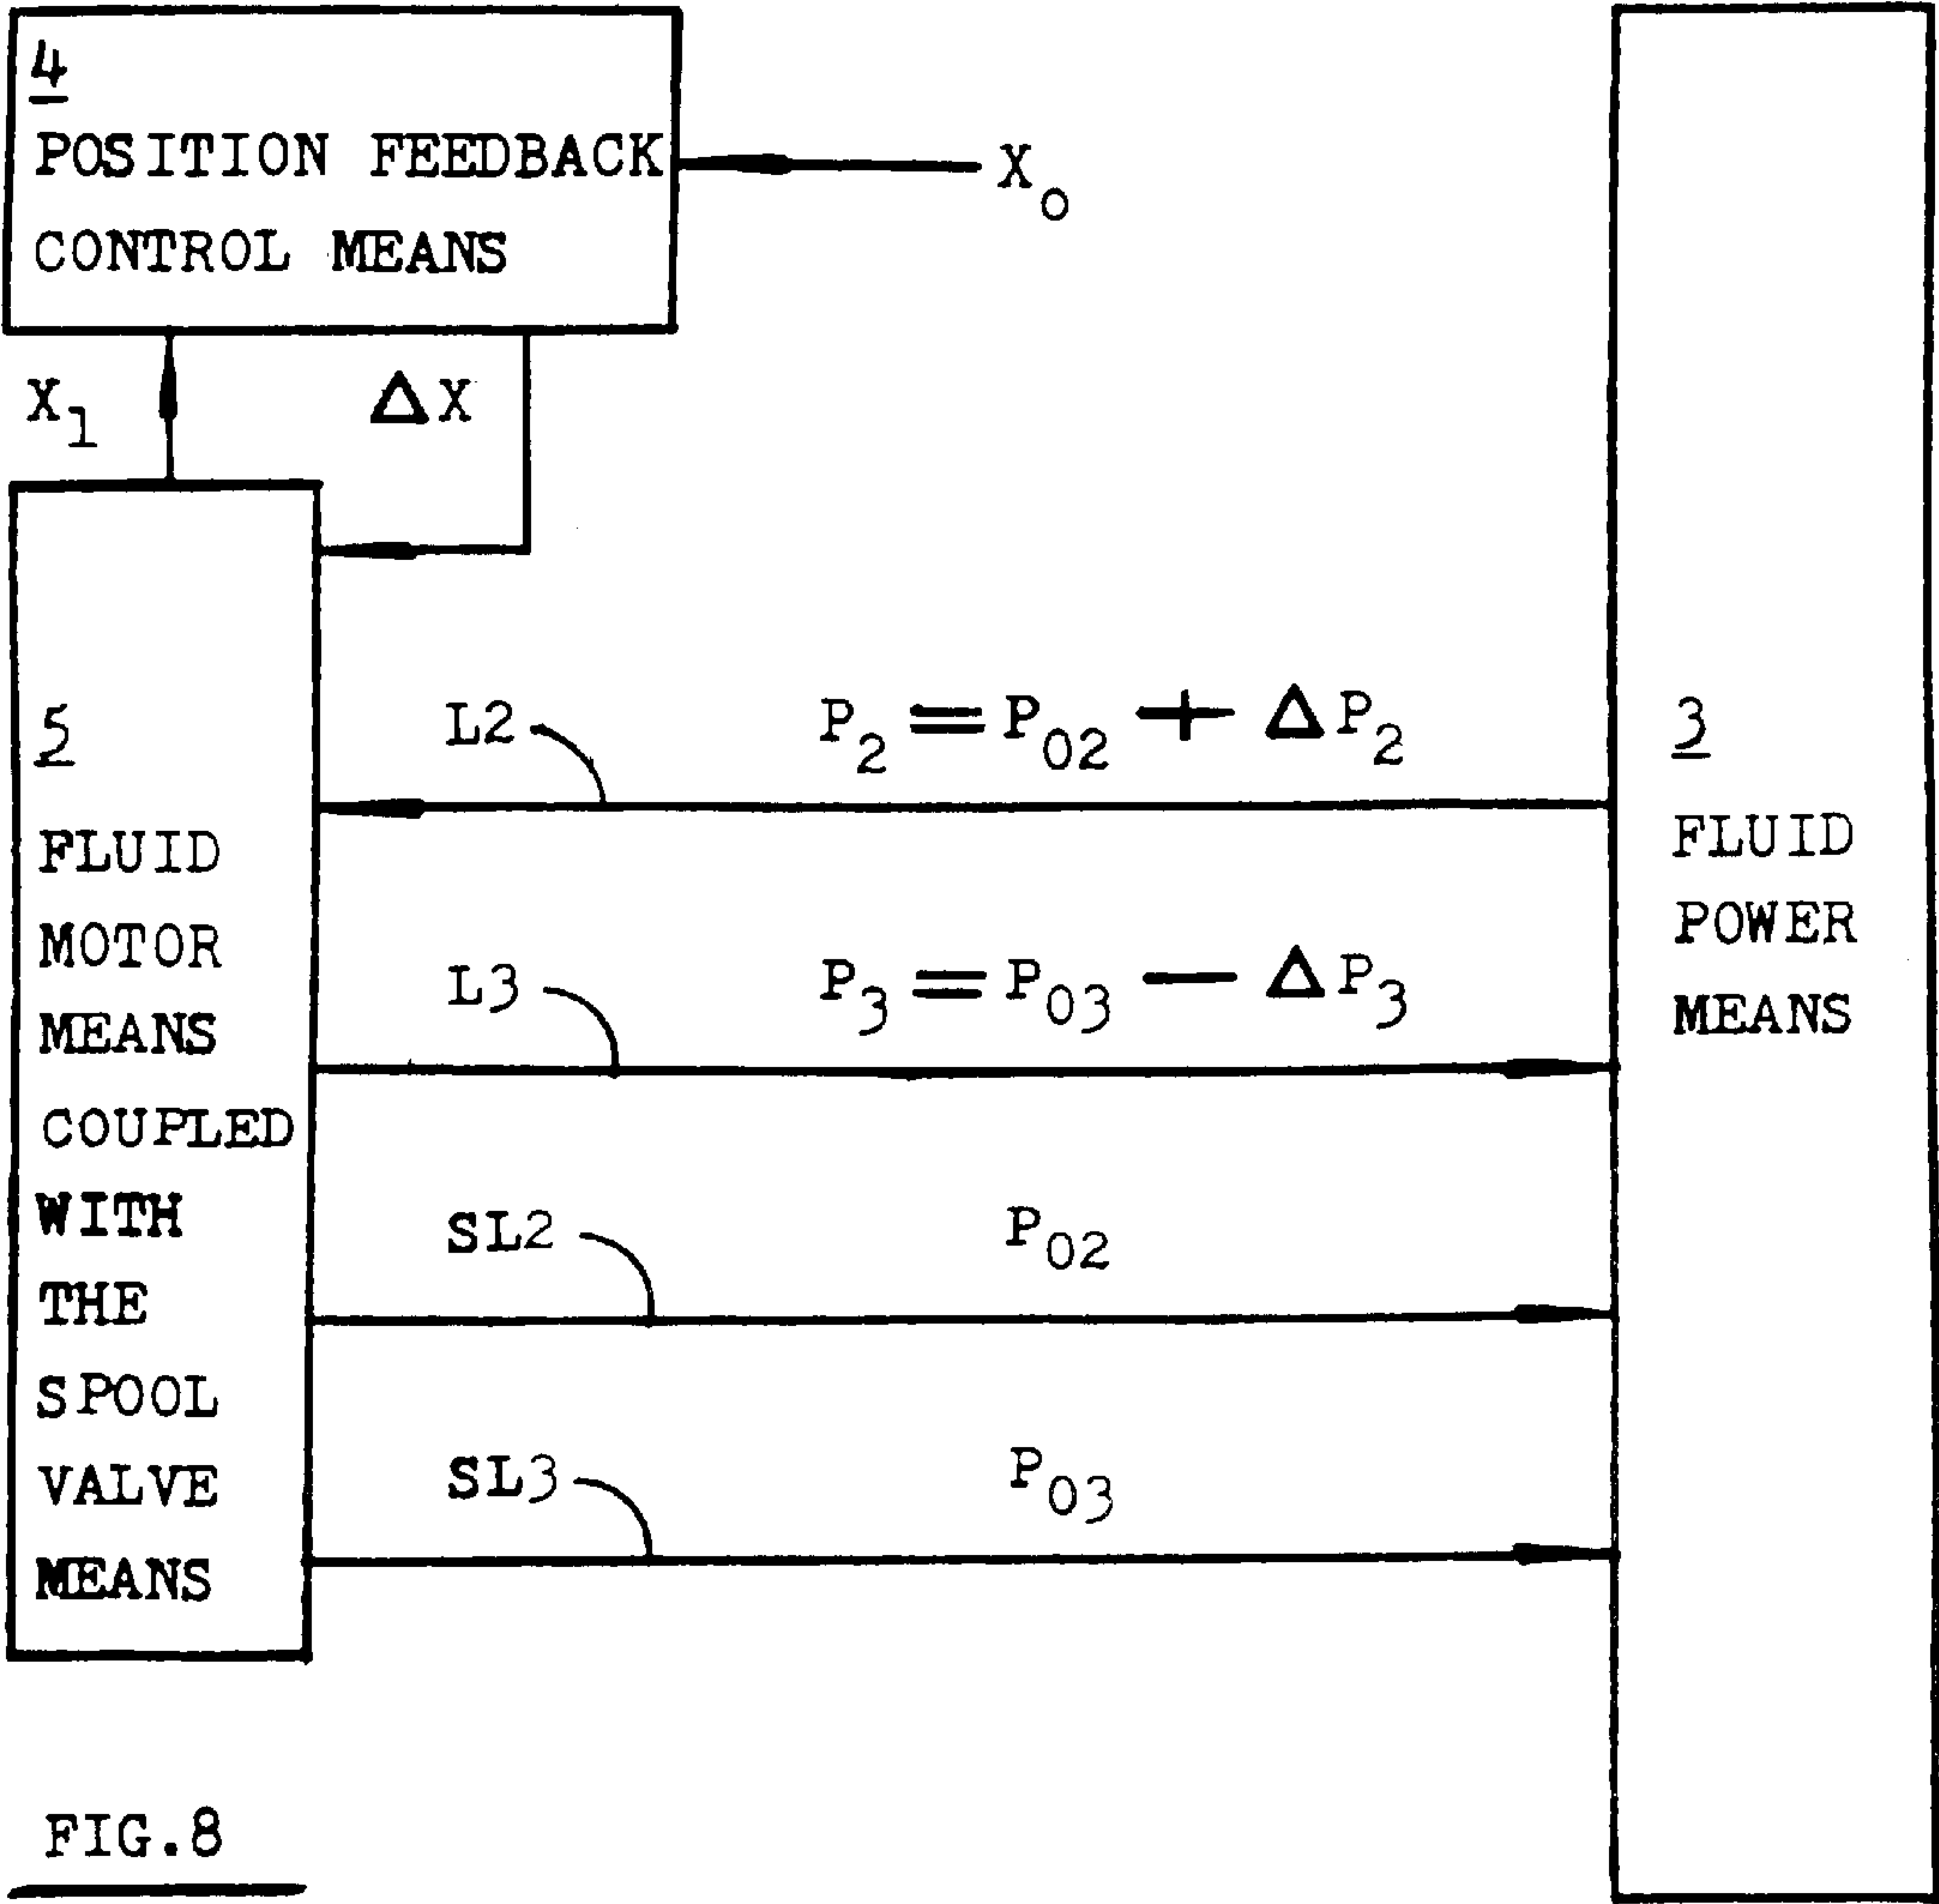 4
POSITION FEEDBACK
CONTROL MEANS
X₀
X₁
ΔX
5
FLUID
MOTOR
MEANS
COUPLED
WITH
THE
SPOOL
VALVE
MEANS
L2
P₂ = P₀₂ + ΔP₂
L3
P₃ = P₀₃ − ΔP₃
SL2
P₀₂
SL3
P₀₃
3
FLUID
POWER
MEANS
FIG.8